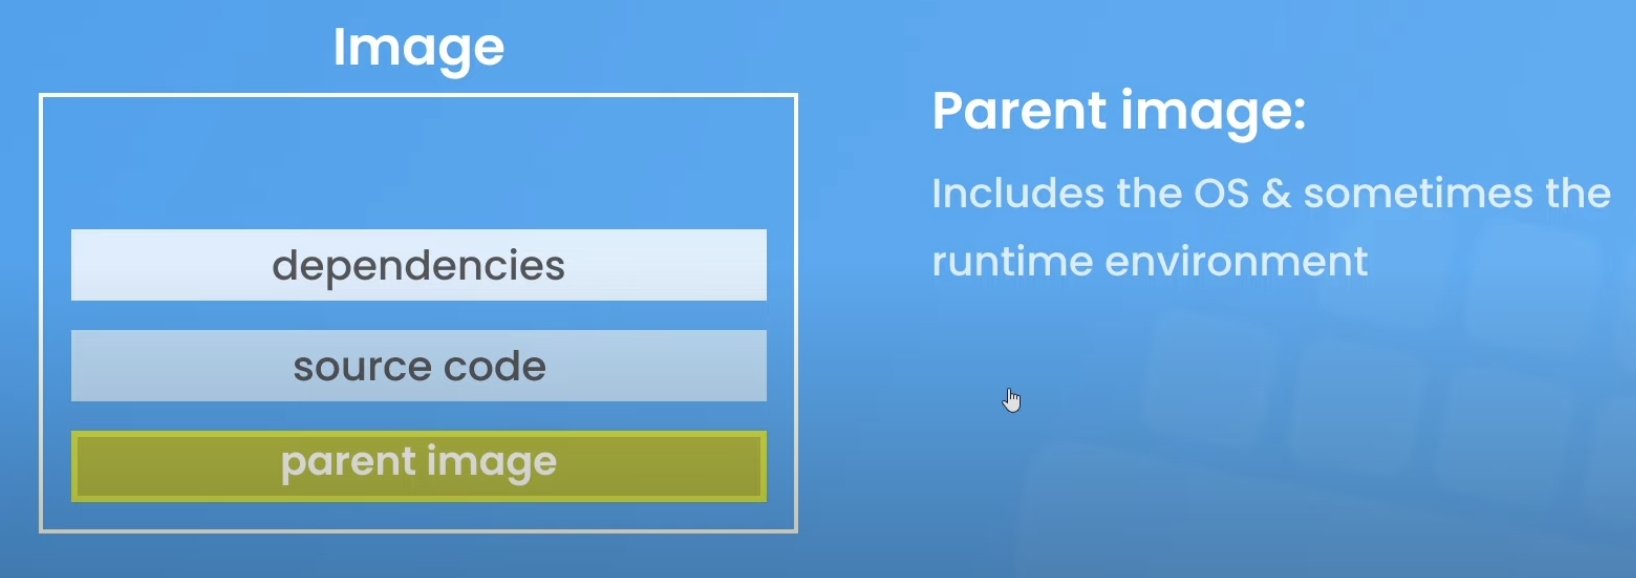 Image
dependencies
source code
parent image
Parent image:
Includes the OS & sometimes the
runtime environment